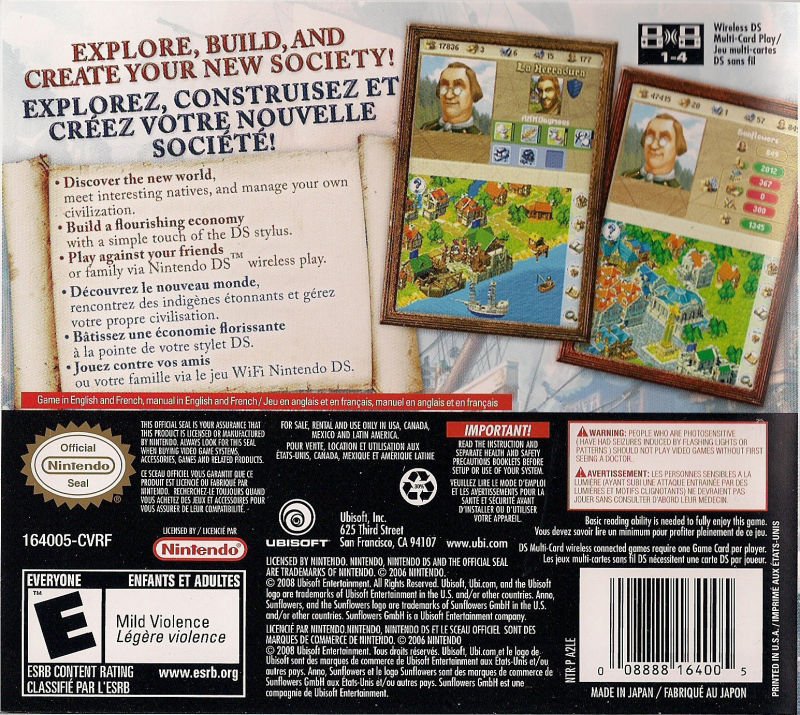 EXPLORE, BUILD, AND
CREATE YOUR NEW SOCIETY!
EXPLOREZ, CONSTRUISEZ ET
CRÉEZ VOTRE NOUVELLE
SOCIÉTÉ!
• Discover the new world,
meet interesting natives, and manage your own
civilization.
• Build a flourishing economy
with a simple touch of the DS stylus.
• Play against your friends
or family via Nintendo DS™ wireless play.
• Découvrez le nouveau monde,
rencontrez des indigènes étonnants et gérez
votre propre civilisation.
• Bâtissez une économie florissante
à la pointe de votre stylet DS.
• Jouez contre vos amis
ou votre famille via le jeu WiFi Nintendo DS.
17836 3 6 15 177
La Herradura
47415 20 1 57 849
Sunflowers
849
2012
367
0
300
1345
1-4
Wireless DS
Multi-Card Play/
Jeu multi-cartes
DS sans fil
Game in English and French, manual in English and French / Jeu en anglais et en français, manuel en anglais et en français
Official
Nintendo
Seal
®
THIS OFFICIAL SEAL IS YOUR ASSURANCE THAT
THIS PRODUCT IS LICENSED OR MANUFACTURED
BY NINTENDO. ALWAYS LOOK FOR THIS SEAL
WHEN BUYING VIDEO GAME SYSTEMS,
ACCESSORIES, GAMES AND RELATED PRODUCTS.
CE SCEAU OFFICIEL VOUS GARANTIT QUE CE
PRODUIT EST LICENCIÉ OU FABRIQUÉ PAR
NINTENDO. RECHERCHEZ-LE TOUJOURS QUAND
VOUS ACHETEZ DES JEUX ET ACCESSOIRES POUR
VOUS ASSURER DE LEUR COMPATIBILITÉ.
FOR SALE, RENTAL AND USE ONLY IN USA, CANADA,
MEXICO AND LATIN AMERICA.
POUR VENTE, LOCATION ET UTILISATION AUX
ÉTATS-UNIS, CANADA, MEXIQUE ET AMÉRIQUE LATINE
IMPORTANT!
READ THE INSTRUCTION AND
SEPARATE HEALTH AND SAFETY
PRECAUTIONS BOOKLETS BEFORE
SETUP OR USE OF YOUR SYSTEM.
VEUILLEZ LIRE LE MODE D'EMPLOI
ET LES AVERTISSEMENTS POUR LA
SANTÉ ET SÉCURITÉ AVANT
D'INSTALLER OU D'UTILISER
VOTRE APPAREIL.
WARNING: PEOPLE WHO ARE PHOTOSENSITIVE
(HAVE HAD SEIZURES INDUCED BY FLASHING LIGHTS OR
PATTERNS) SHOULD NOT PLAY VIDEO GAMES WITHOUT FIRST
SEEING A DOCTOR.
AVERTISSEMENT: LES PERSONNES SENSIBLES A LA
LUMIÈRE (AYANT SUBI UNE ATTAQUE ENTRAINÉE PAR DES
LUMIÈRES ET MOTIFS CLIGNOTANTS) NE DEVRAIENT PAS
JOUER SANS CONSULTER D'ABORD LEUR MEDECIN.
164005-CVRF
LICENSED BY / LICENCIÉ PAR
Nintendo®
UBISOFT
Ubisoft, Inc.
625 Third Street
San Francisco, CA 94107 www.ubi.com
Basic reading ability is needed to fully enjoy this game.
Vous devez savoir lire un minimum pour profiter pleinement de ce jeu.
DS Multi-Card wireless connected games require one Game Card per player.
Les jeux multi-cartes sans fil DS nécessitent une carte DS par joueur.
EVERYONE ENFANTS ET ADULTES
E
Mild Violence
Légère violence
ESRB CONTENT RATING www.esrb.org
CLASSIFIÉ PAR L'ESRB
LICENSED BY NINTENDO. NINTENDO, NINTENDO DS AND THE OFFICIAL SEAL
ARE TRADEMARKS OF NINTENDO. © 2006 NINTENDO.
© 2008 Ubisoft Entertainment. All Rights Reserved. Ubisoft, Ubi.com, and the Ubisoft
logo are trademarks of Ubisoft Entertainment in the U.S. and/or other countries. Anno,
Sunflowers, and the Sunflowers logo are trademarks of Sunflowers GmbH in the U.S.
and/or other countries. Sunflowers GmbH is a Ubisoft Entertainment company.
LICENCIÉ PAR NINTENDO.NINTENDO, NINTENDO DS ET LE SCEAU OFFICIEL SONT DES
MARQUES DE COMMERCE DE NINTENDO. © 2006 NINTENDO
© 2008 Ubisoft Entertainment. Tous droits réservés. Ubisoft, Ubi.com,et le logo de
Ubisoft sont des marques de commerce de Ubisoft Entertainment aux États-Unis et/ou
autres pays. Anno, Sunflowers et le logo Sunflowers sont des marques de commerce de
Sunflowers GmbH aux États-Unis et/ou autres pays. Sunflowers GmbH est une
compagnie de Ubisoft Entertainment.
NTR P A2LE
0 08888 16400 5
MADE IN JAPAN / FABRIQUÉ AU JAPON
PRINTED IN U.S.A. / IMPRIMÉ AUX ÉTATS-UNIS